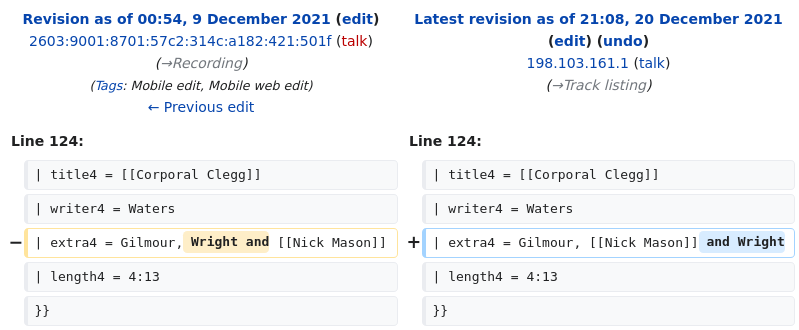 Revision as of 00:54, 9 December 2021 (edit)
2603:9001:8701:57c2:314c:a182:421:501f (talk)
(→Recording)
(Tags: Mobile edit, Mobile web edit)
← Previous edit
Latest revision as of 21:08, 20 December 2021
(edit) (undo)
198.103.161.1 (talk)
(→Track listing)
Line 124:
| title4 = [[Corporal Clegg]]
| writer4 = Waters
− | extra4 = Gilmour, Wright and [[Nick Mason]]
| length4 = 4:13
}}
Line 124:
| title4 = [[Corporal Clegg]]
| writer4 = Waters
+ | extra4 = Gilmour, [[Nick Mason]] and Wright
| length4 = 4:13
}}